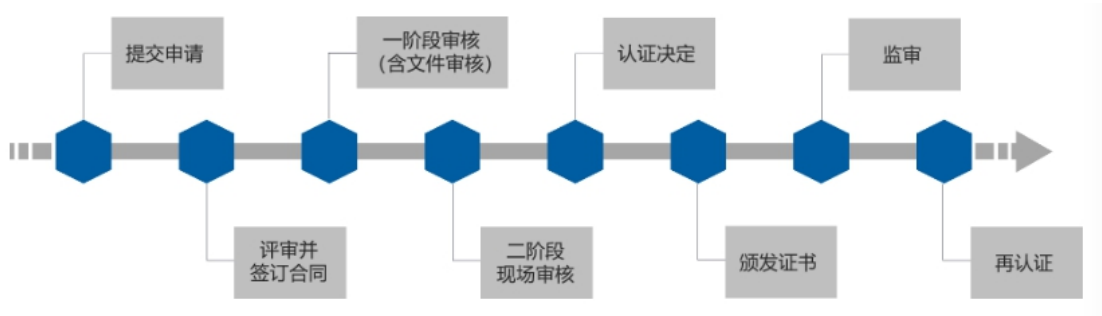 提交申请
评审并
签订合同
一阶段审核
（含文件审核）
二阶段
现场审核
认证决定
颁发证书
监审
再认证